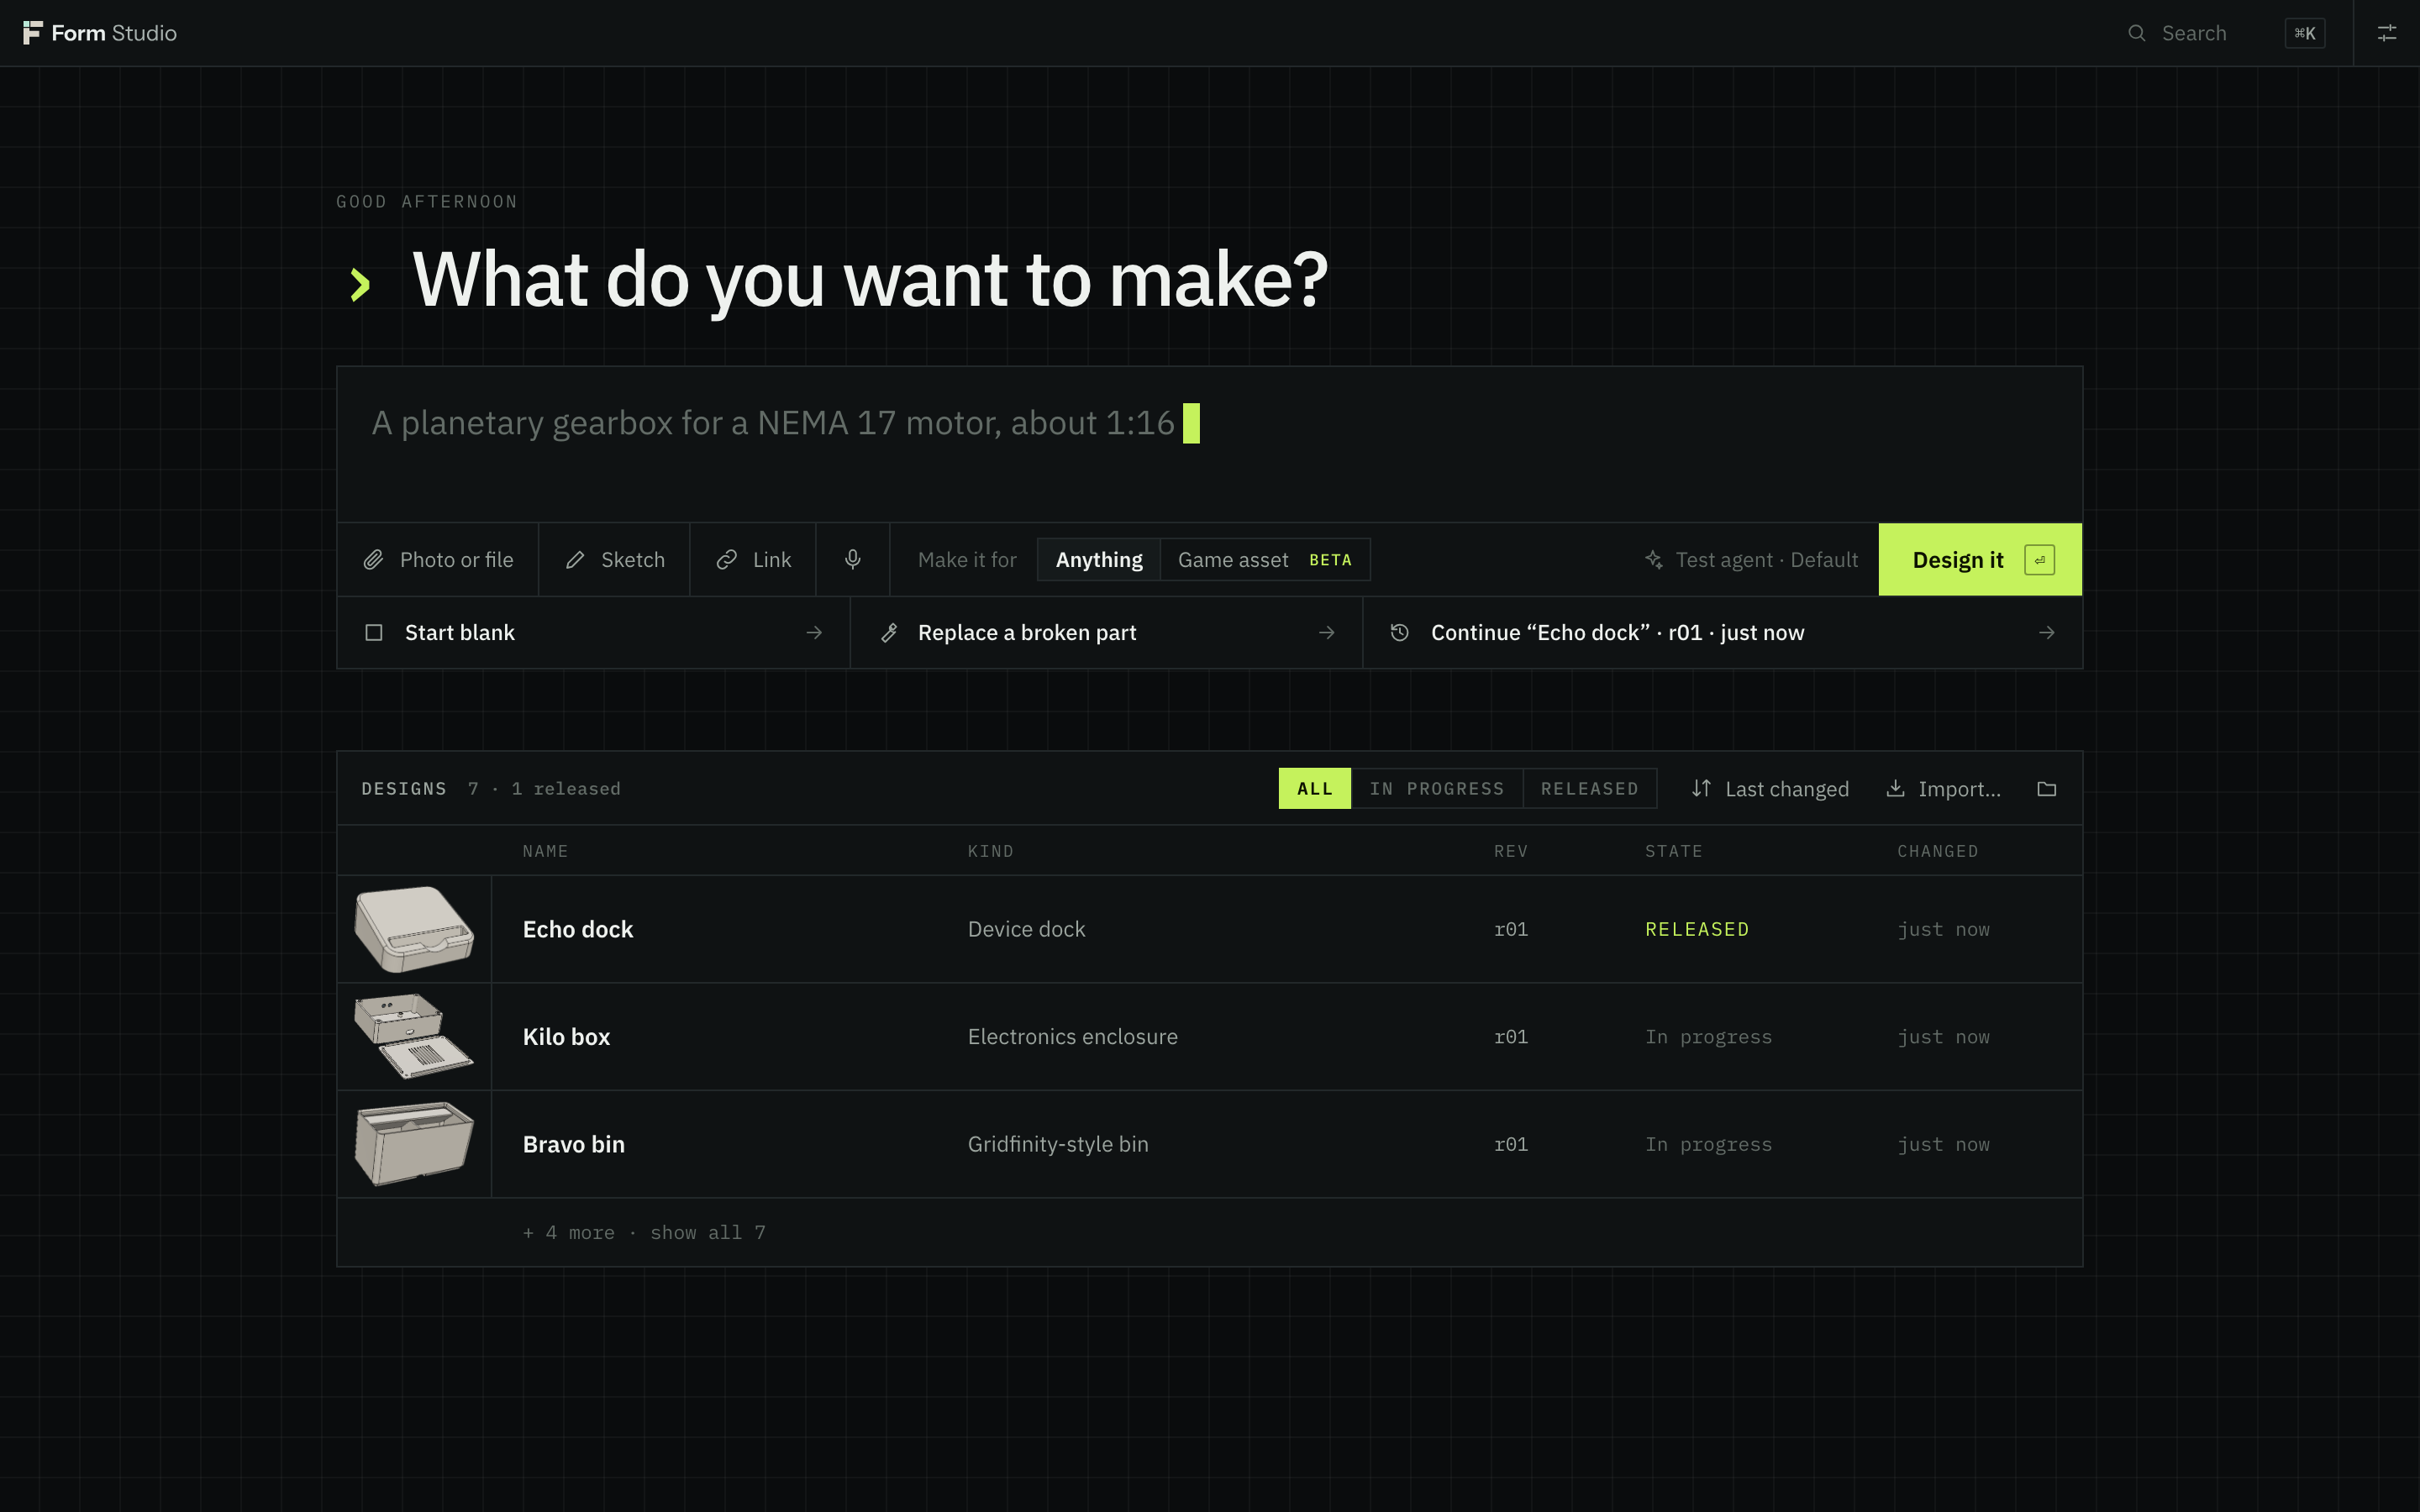 Form Studio
Search ⌘K
GOOD AFTERNOON
› What do you want to make?
A planetary gearbox for a NEMA 17 motor, about 1:16
Photo or file Sketch Link Make it for Anything Game asset BETA Test agent · Default Design it ⏎
Start blank → Replace a broken part → Continue “Echo dock” · r01 · just now →
DESIGNS 7 · 1 released ALL IN PROGRESS RELEASED Last changed Import...
NAME KIND REV STATE CHANGED
Echo dock Device dock r01 RELEASED just now
Kilo box Electronics enclosure r01 In progress just now
Bravo bin Gridfinity-style bin r01 In progress just now
+ 4 more · show all 7